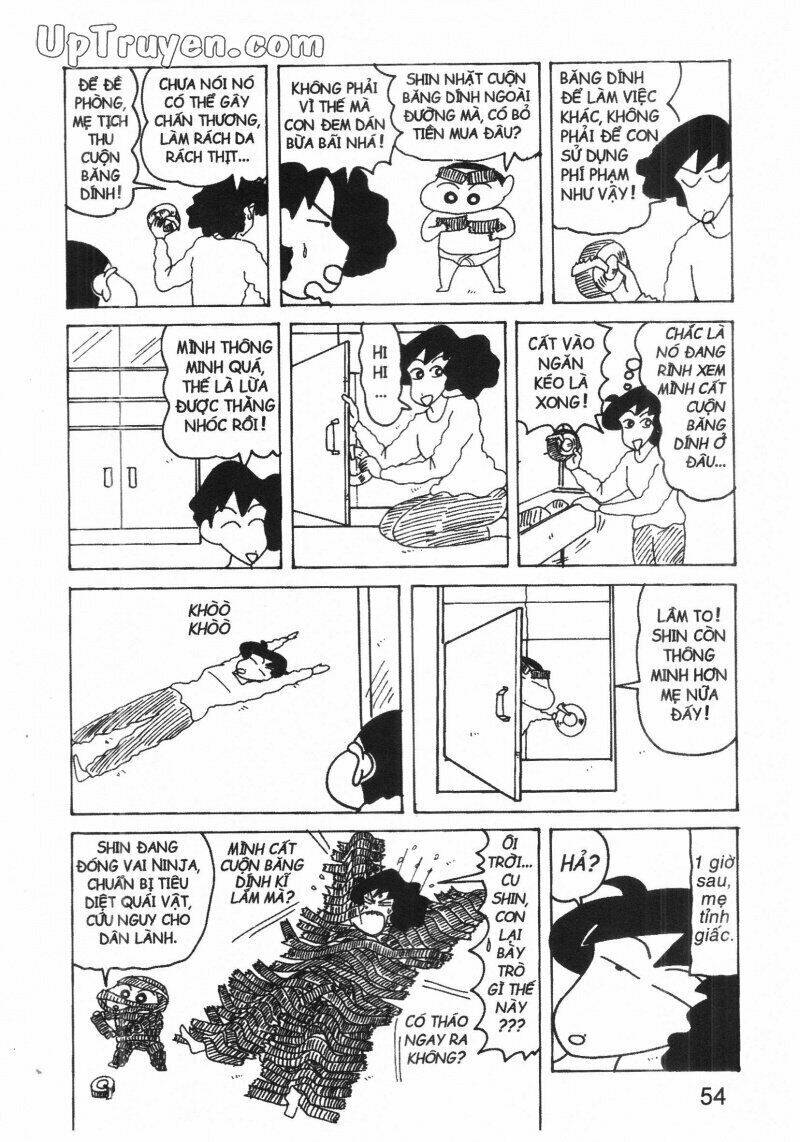 UpTruyen.com
BĂNG DÍNH
ĐỂ LÀM VIỆC
KHÁC, KHÔNG
PHẢI ĐỂ CON
SỬ DỤNG
PHÍ PHẠM
NHƯ VẬY!
SHIN NHẶT CUỘN
BĂNG DÍNH NGOÀI
ĐƯỜNG MÀ, CÓ BỎ
TIỀN MUA ĐÂU?
KHÔNG PHẢI
VÌ THẾ MÀ
CON ĐEM DÁN
BỪA BÃI NHÁ!
CHƯA NÓI NÓ
CÓ THỂ GÂY
CHẤN THƯƠNG,
LÀM RÁCH DA
RÁCH THỊT...
ĐỂ ĐỀ
PHÒNG,
MẸ TỊCH
THU
CUỘN
BĂNG
DÍNH!
CHẮC LÀ
NÓ ĐANG
RÌNH XEM
MÌNH CẤT
CUỘN
BĂNG
DÍNH Ở
ĐÂU...
CẤT VÀO
NGĂN
KÉO LÀ
XONG!
HI
HI
...
MÌNH THÔNG
MINH QUÁ,
THẾ LÀ LỪA
ĐƯỢC THẰNG
NHÓC RỒI!
LẦM TO!
SHIN CÒN
THÔNG
MINH HƠN
MẸ NỮA
ĐẤY!
KHÒÒ
KHÒÒ
1 giờ
sau,
mẹ
tỉnh
giấc.
HẢ?
ÔI
TRỜI...
CU
SHIN,
CON
LẠI
BÀY
TRÒ
GÌ THẾ
NÀY
???
MÌNH CẤT
CUỘN BĂNG
DÍNH KĨ
LẮM MÀ?
CÓ THÁO
NGAY RA
KHÔNG?
SHIN ĐANG
ĐÓNG VAI NINJA,
CHUẨN BỊ TIÊU
DIỆT QUÁI VẬT,
CỨU NGUY CHO
DÂN LÀNH.
54